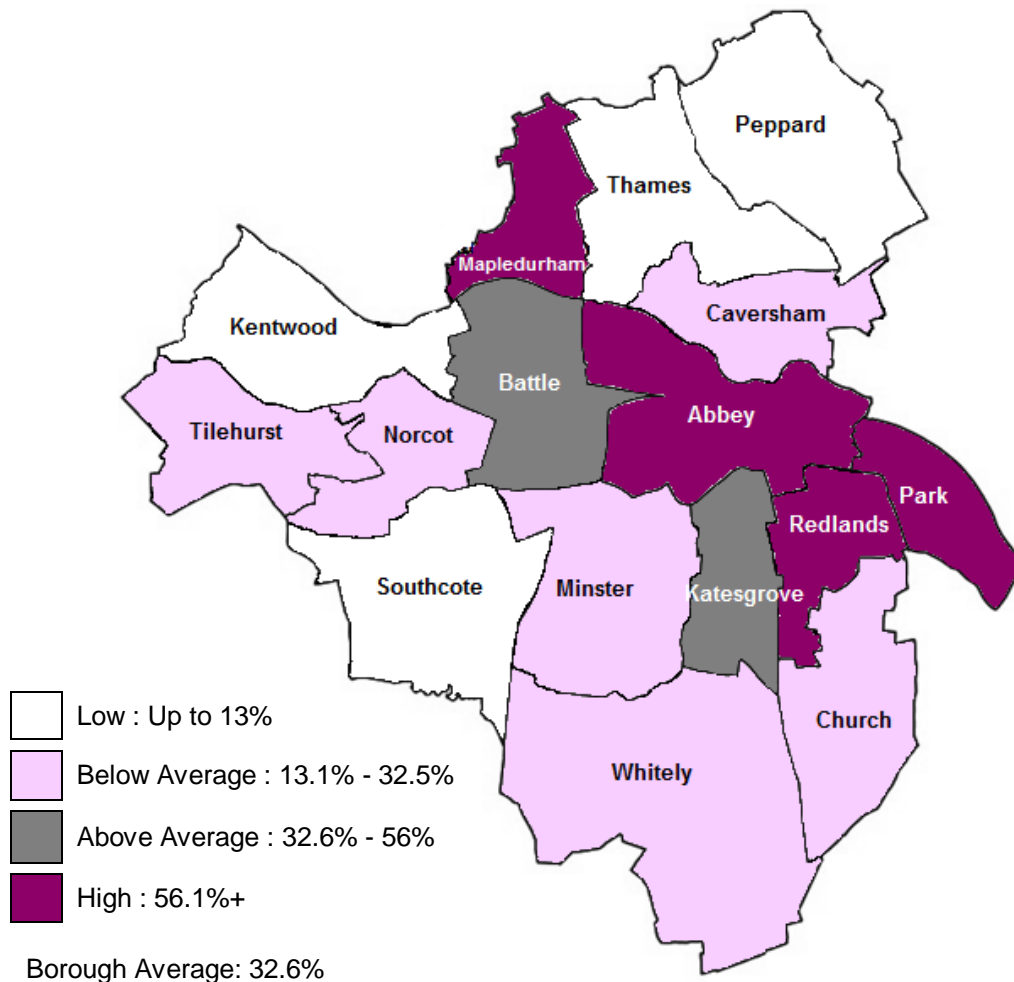 Peppard
Thames
Mapledurham
Caversham
Kentwood
Battle
Abbey
Tilehurst
Norcot
Park
Redlands
Southcote
Minster
Katesgrove
Church
Whitely
Low : Up to 13%
Below Average : 13.1% - 32.5%
Above Average : 32.6% - 56%
High : 56.1%+
Borough Average: 32.6%